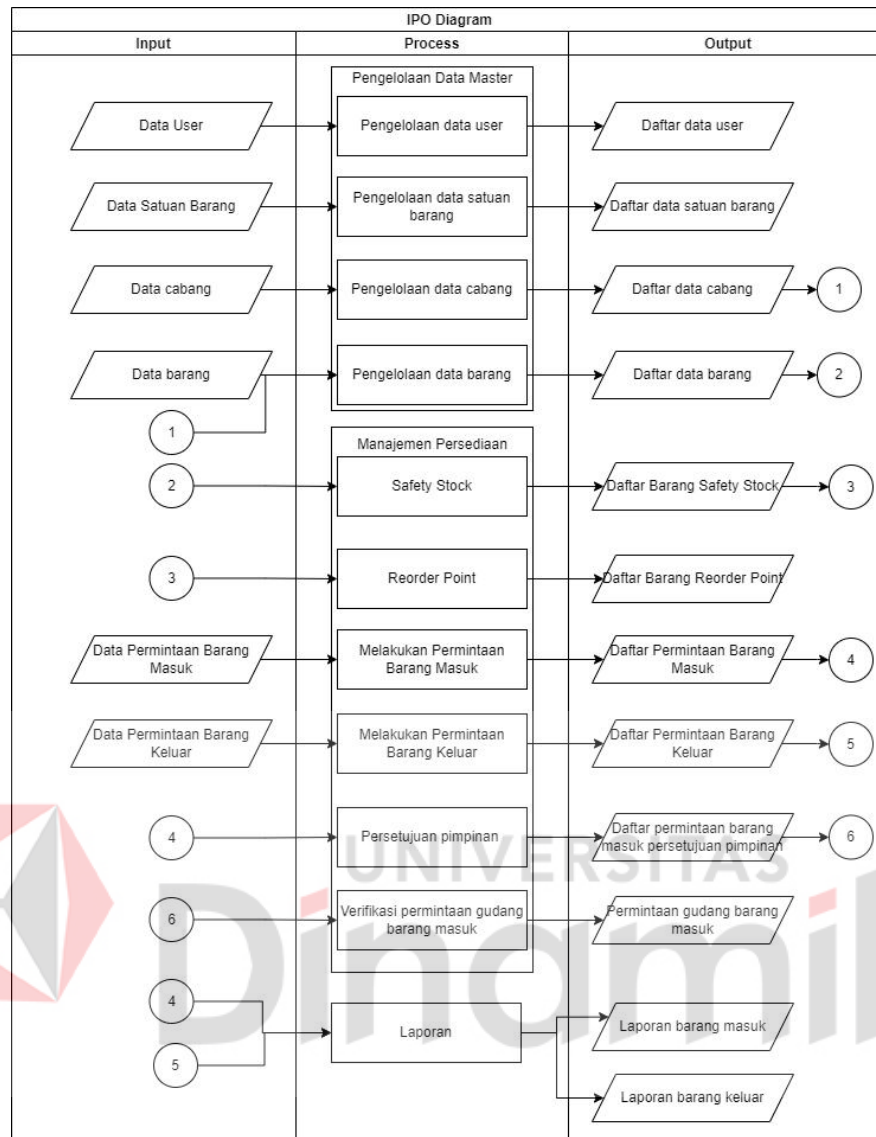 IPO Diagram
Input
Process
Output
Pengelolaan Data Master
Data User
Pengelolaan data user
Daftar data user
Data Satuan Barang
Pengelolaan data satuan
barang
Daftar data satuan barang
Data cabang
Pengelolaan data cabang
Daftar data cabang
1
Data barang
Pengelolaan data barang
Daftar data barang
2
1
Manajemen Persediaan
2
Safety Stock
Daftar Barang Safety Stock
3
3
Reorder Point
Daftar Barang Reorder Point
Data Permintaan Barang
Masuk
Melakukan Permintaan
Barang Masuk
Daftar Permintaan Barang
Masuk
4
Data Permintaan Barang
Keluar
Melakukan Permintaan
Barang Keluar
Daftar Permintaan Barang
Keluar
5
4
Persetujuan pimpinan
Daftar permintaan barang
masuk persetujuan pimpinan
6
UNIVERSITAS
Dinamik
6
Verifikasi permintaan gudang
barang masuk
Permintaan gudang barang
masuk
4
5
Laporan
Laporan barang masuk
Laporan barang keluar